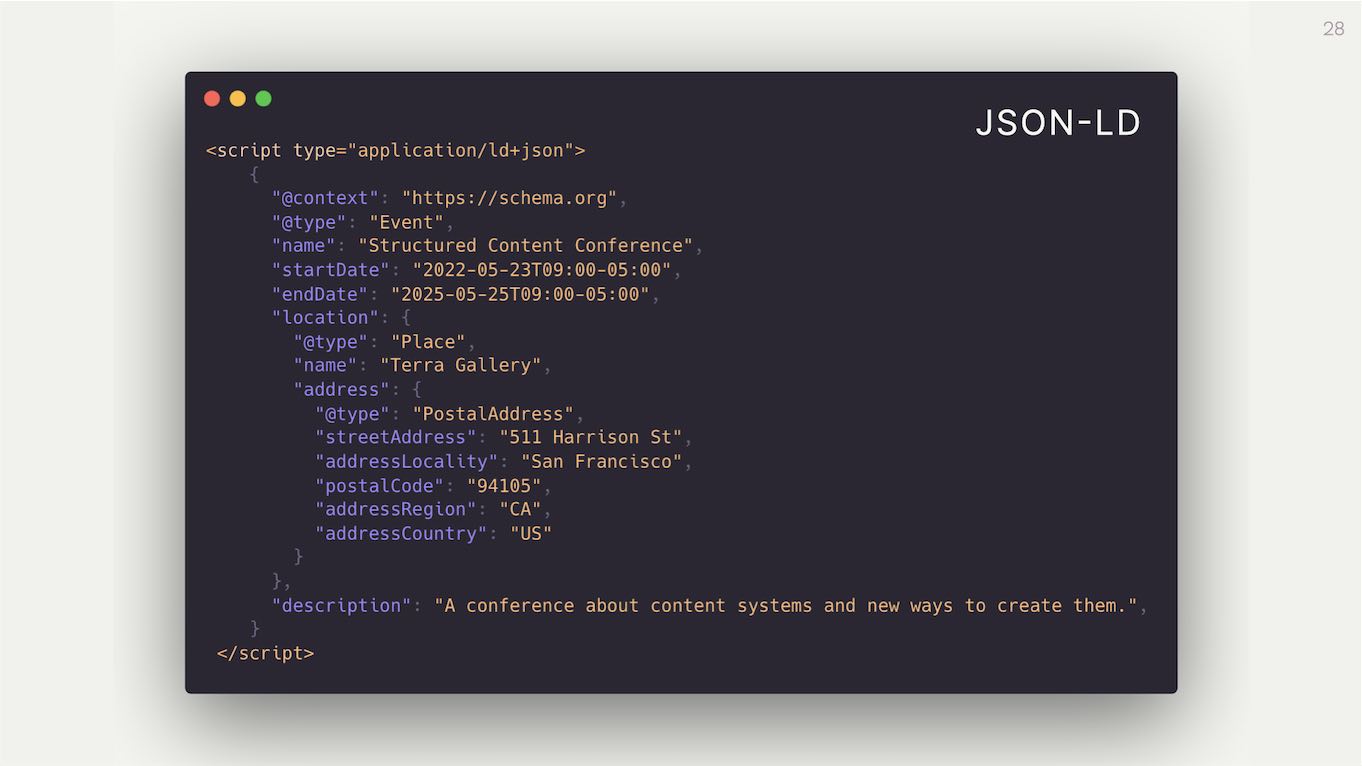 28
JSON-LD
<script type="application/ld+json">
{
"@context": "https://schema.org",
"@type": "Event",
"name": "Structured Content Conference",
"startDate": "2022-05-23T09:00-05:00",
"endDate": "2025-05-25T09:00-05:00",
"location": {
"@type": "Place",
"name": "Terra Gallery",
"address": {
"@type": "PostalAddress",
"streetAddress": "511 Harrison St",
"addressLocality": "San Francisco",
"postalCode": "94105",
"addressRegion": "CA",
"addressCountry": "US"
}
},
"description": "A conference about content systems and new ways to create them.",
}
</script>